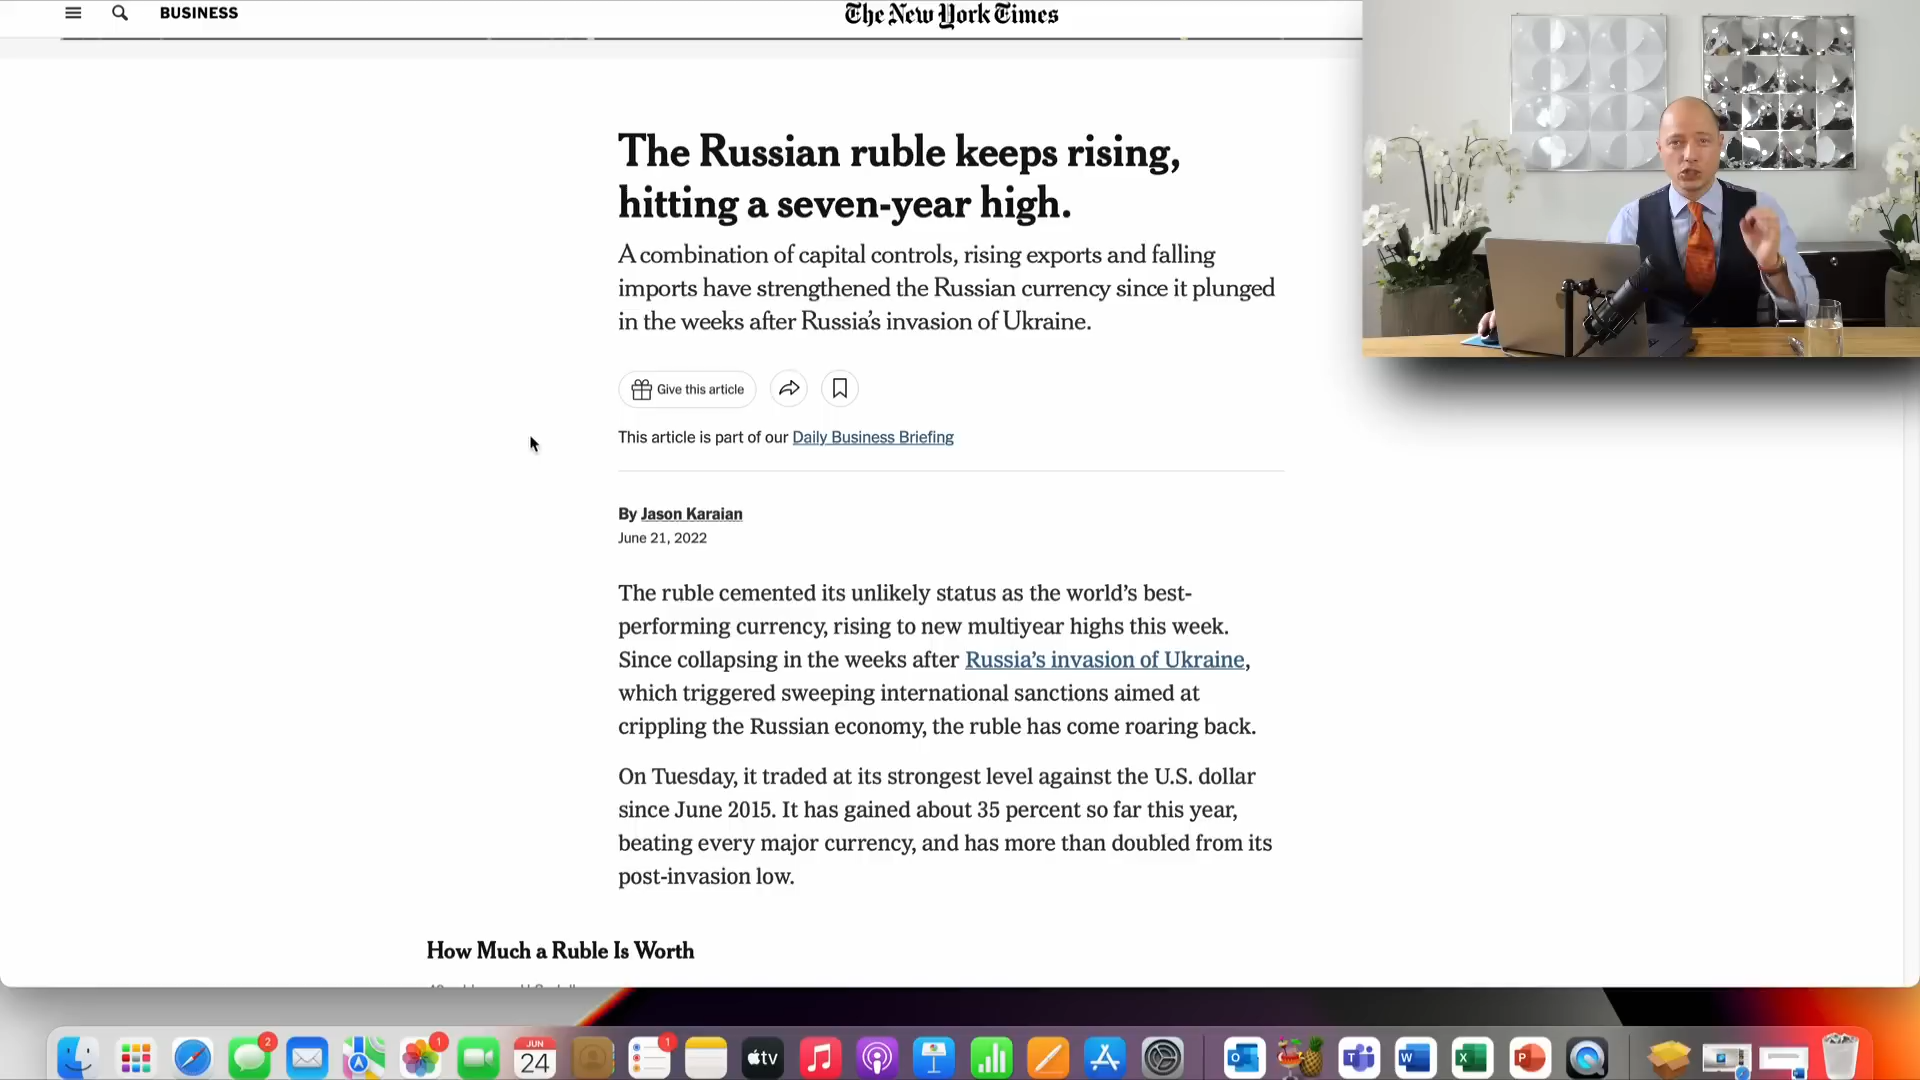 BUSINESS
The New York Times
The Russian ruble keeps rising,
hitting a seven-year high.
A combination of capital controls, rising exports and falling
imports have strengthened the Russian currency since it plunged
in the weeks after Russia’s invasion of Ukraine.
Give this article
This article is part of our Daily Business Briefing
By Jason Karaian
June 21, 2022
The ruble cemented its unlikely status as the world’s best-
performing currency, rising to new multiyear highs this week.
Since collapsing in the weeks after Russia’s invasion of Ukraine,
which triggered sweeping international sanctions aimed at
crippling the Russian economy, the ruble has come roaring back.
On Tuesday, it traded at its strongest level against the U.S. dollar
since June 2015. It has gained about 35 percent so far this year,
beating every major currency, and has more than doubled from its
post-invasion low.
How Much a Ruble Is Worth
2
1
JUN
24
1
tv